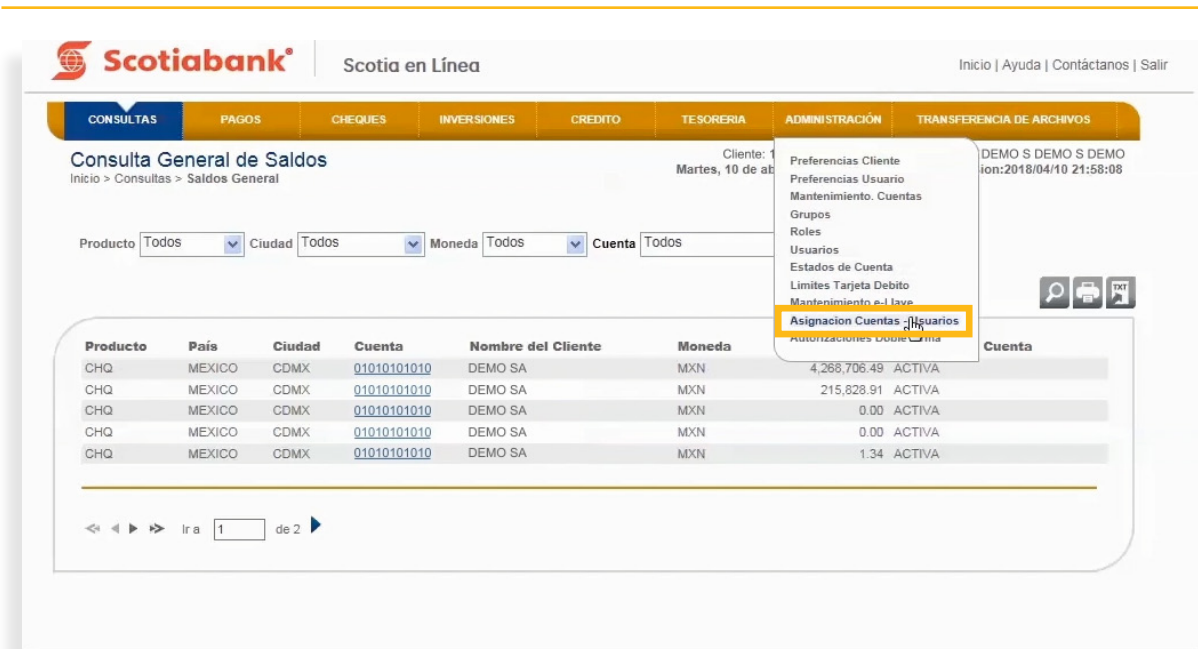 Scotiabank® Scotia en Línea Inicio | Ayuda | Contáctanos | Salir
CONSULTAS PAGOS CHEQUES INVERSIONES CREDITO TESORERIA ADMINISTRACIÓN TRANSFERENCIA DE ARCHIVOS
Consulta General de Saldos Cliente: 1 DEMO S DEMO S DEMO
Inicio > Consultas > Saldos General Martes, 10 de ab ion:2018/04/10 21:58:08
Preferencias Cliente
Preferencias Usuario
Mantenimiento. Cuentas
Grupos
Roles
Usuarios
Estados de Cuenta
Limites Tarjeta Debito
Mantenimiento e-Llave
Asignacion Cuentas - Usuarios
Autorizaciones Doble
Producto Todos Ciudad Todos Moneda Todos Cuenta Todos
TXT
Producto País Ciudad Cuenta Nombre del Cliente Moneda Cuenta
CHQ MEXICO CDMX 01010101010 DEMO SA MXN 4,268,706.49 ACTIVA
CHQ MEXICO CDMX 01010101010 DEMO SA MXN 215,828.91 ACTIVA
CHQ MEXICO CDMX 01010101010 DEMO SA MXN 0.00 ACTIVA
CHQ MEXICO CDMX 01010101010 DEMO SA MXN 0.00 ACTIVA
CHQ MEXICO CDMX 01010101010 DEMO SA MXN 1.34 ACTIVA
Ir a 1 de 2